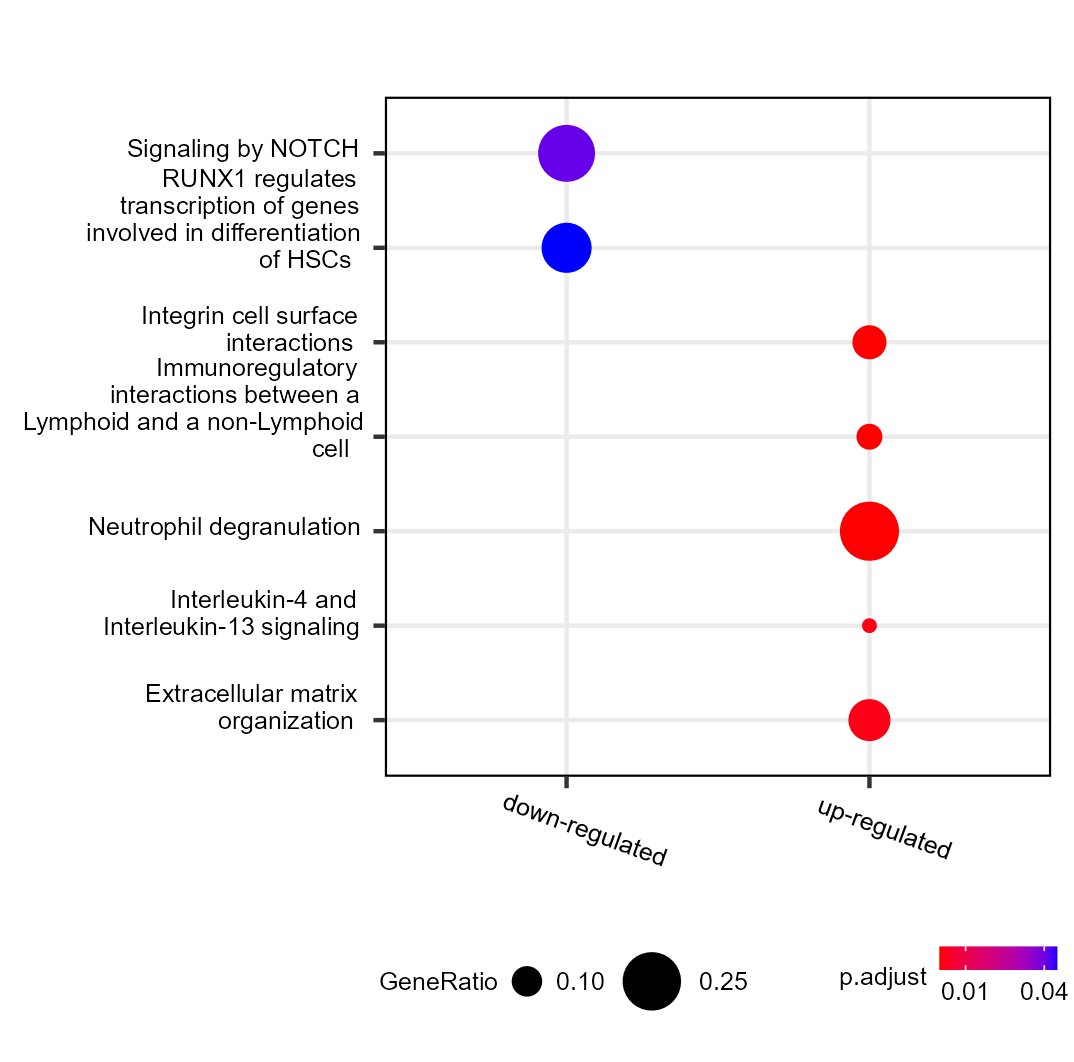 Signaling by NOTCH
RUNX1 regulates
transcription of genes
involved in differentiation
of HSCs
Integrin cell surface
interactions
Immunoregulatory
interactions between a
Lymphoid and a non-Lymphoid
cell
Neutrophil degranulation
Interleukin-4 and
Interleukin-13 signaling
Extracellular matrix
organization
down-regulated
up-regulated
GeneRatio 0.10 0.25
p.adjust
0.01 0.04